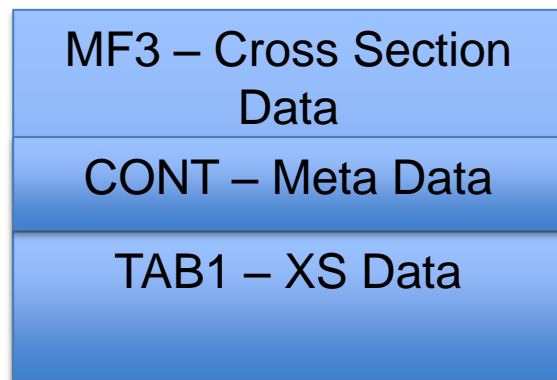 MF3 – Cross Section
Data
CONT – Meta Data
TAB1 – XS Data